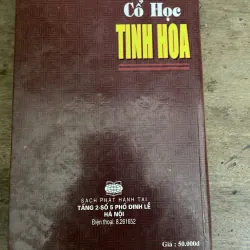 Cổ Học
TINH HOA
SÁCH PHÁT HÀNH TẠI
TẦNG 2-SỐ 5 PHỐ ĐINH LỄ
HÀ NỘI
Điện thoại: 8.261652
Giá : 50.000đ